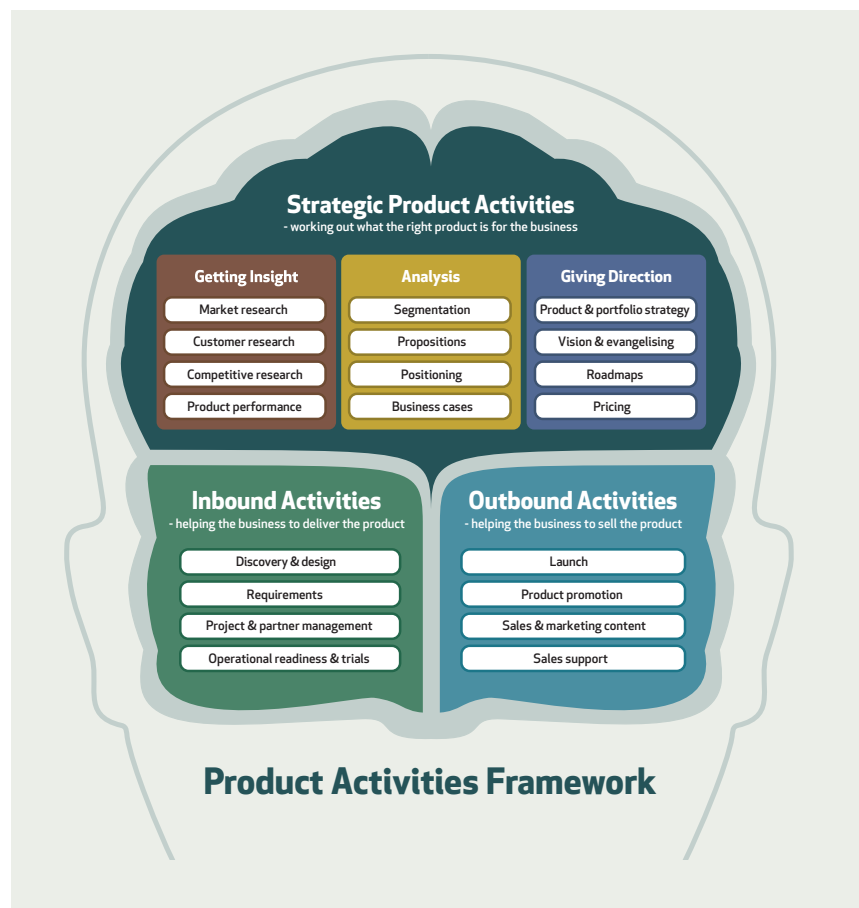 Strategic Product Activities
- working out what the right product is for the business
Getting Insight
Market research
Customer research
Competitive research
Product performance
Analysis
Segmentation
Propositions
Positioning
Business cases
Giving Direction
Product & portfolio strategy
Vision & evangelising
Roadmaps
Pricing
Inbound Activities
- helping the business to deliver the product
Discovery & design
Requirements
Project & partner management
Operational readiness & trials
Outbound Activities
- helping the business to sell the product
Launch
Product promotion
Sales & marketing content
Sales support
Product Activities Framework